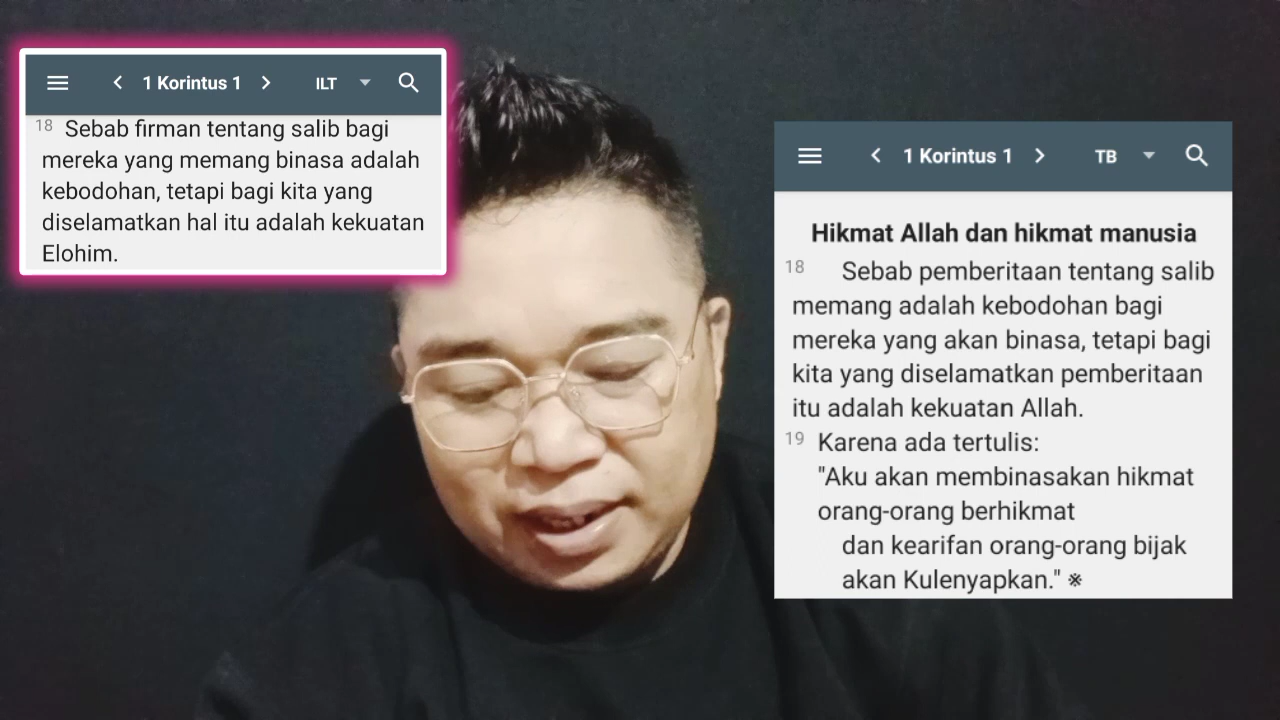 1 Korintus 1 ILT
18 Sebab firman tentang salib bagi
mereka yang memang binasa adalah
kebodohan, tetapi bagi kita yang
diselamatkan hal itu adalah kekuatan
Elohim.
1 Korintus 1 TB
Hikmat Allah dan hikmat manusia
18 Sebab pemberitaan tentang salib
memang adalah kebodohan bagi
mereka yang akan binasa, tetapi bagi
kita yang diselamatkan pemberitaan
itu adalah kekuatan Allah.
19 Karena ada tertulis:
"Aku akan membinasakan hikmat
orang-orang berhikmat
dan kearifan orang-orang bijak
akan Kulenyapkan." ※